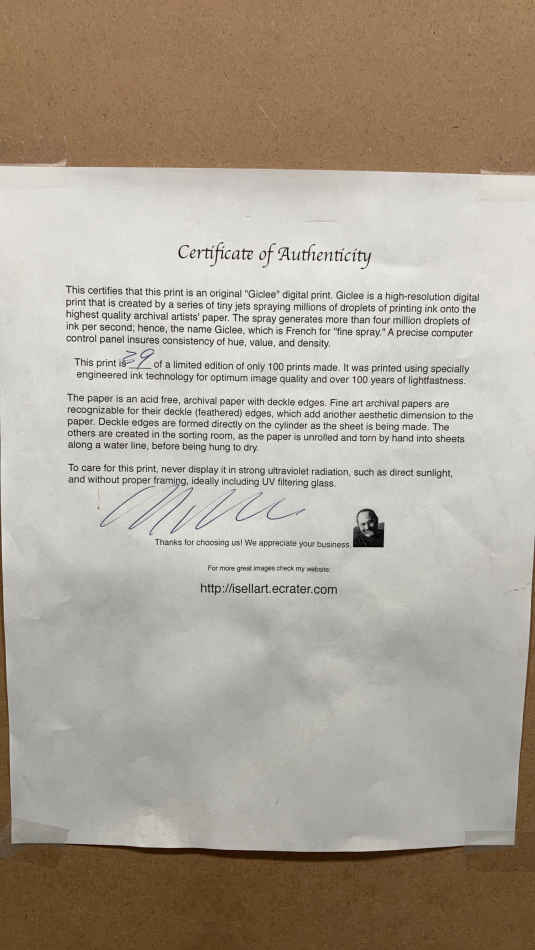 Certificate of Authenticity
This certifies that this print is an original "Giclee" digital print. Giclee is a high-resolution digital
print that is created by a series of tiny jets spraying millions of droplets of printing ink onto the
highest quality archival artists' paper. The spray generates more than four million droplets of
ink per second; hence, the name Giclee, which is French for "fine spray." A precise computer
control panel insures consistency of hue, value, and density.
This print is 39 of a limited edition of only 100 prints made. It was printed using specially
engineered ink technology for optimum image quality and over 100 years of lightfastness.
The paper is an acid free, archival paper with deckle edges. Fine art archival papers are
recognizable for their deckle (feathered) edges, which add another aesthetic dimension to the
paper. Deckle edges are formed directly on the cylinder as the sheet is being made. The
others are created in the sorting room, as the paper is unrolled and torn by hand into sheets
along a water line, before being hung to dry.
To care for this print, never display it in strong ultraviolet radiation, such as direct sunlight,
and without proper framing, ideally including UV filtering glass.
Thanks for choosing us! We appreciate your business.
For more great images check my website:
http://isellart.ecrater.com